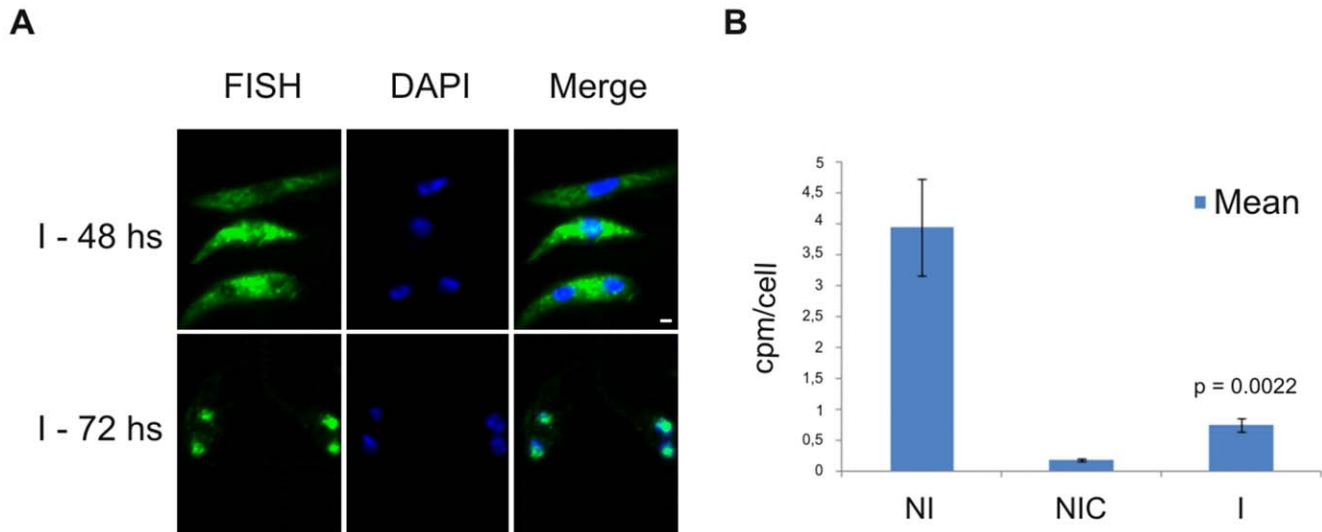 A
FISH DAPI Merge
I - 48 hs
I - 72 hs
B
5
4,5
4
3,5
3
2,5
2
1,5
1
0,5
0
cpm/cell
Mean
p = 0.0022
NI NIC I